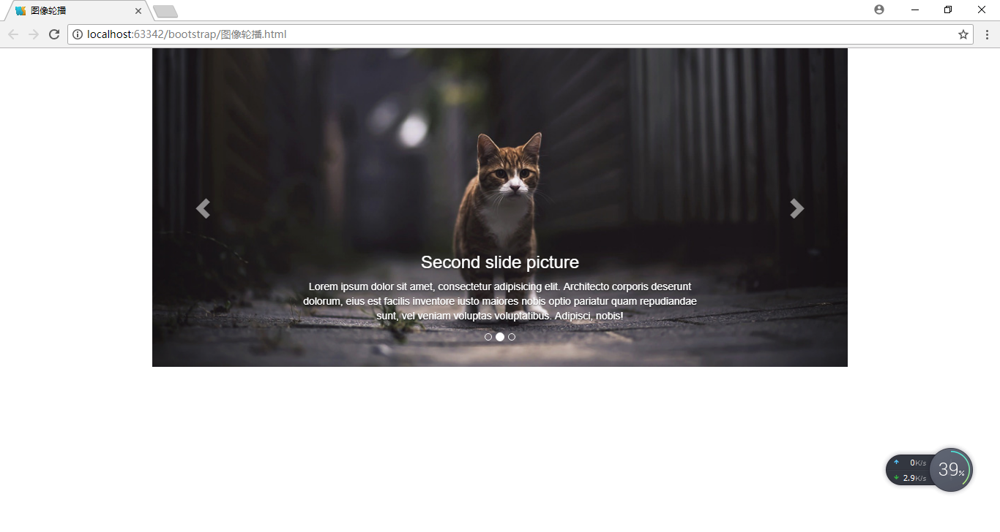 图像轮播
localhost:63342/bootstrap/图像轮播.html
Second slide picture
Lorem ipsum dolor sit amet, consectetur adipisicing elit. Architecto corporis deserunt
dolorum, eius est facilis inventore iusto maiores nobis optio pariatur quam repudiandae
sunt, vel veniam voluptas voluptatibus. Adipisci, nobis!
0K/s
2.9K/s
39%